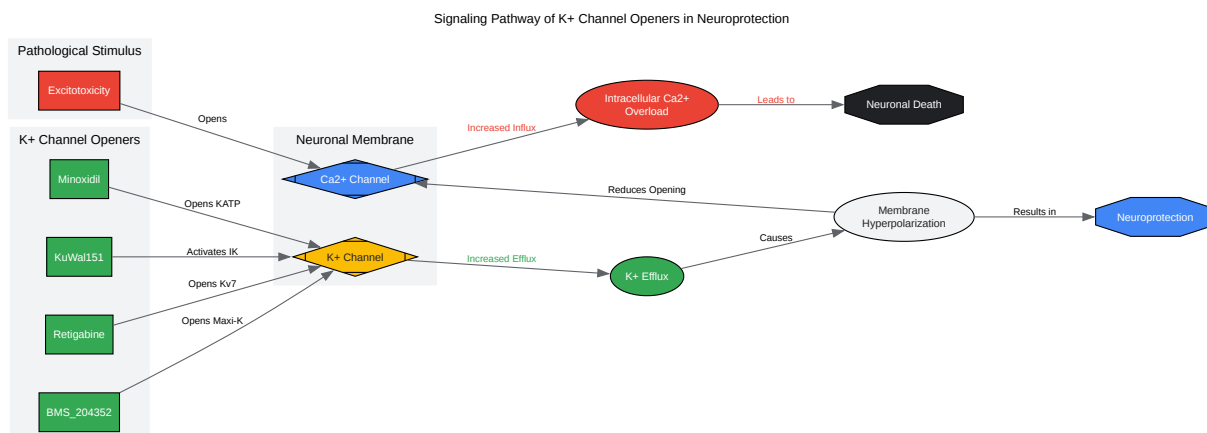 Signaling Pathway of K+ Channel Openers in Neuroprotection
Pathological Stimulus
Excitotoxicity
K+ Channel Openers
Minoxidil
KuWal151
Retigabine
BMS_204352
Opens
Opens KATP
Activates IK
Opens Kv7
Opens Maxi-K
Neuronal Membrane
Ca2+ Channel
K+ Channel
Increased Influx
Increased Efflux
Intracellular Ca2+
Overload
Leads to
Neuronal Death
Reduces Opening
K+ Efflux
Causes
Membrane
Hyperpolarization
Results in
Neuroprotection